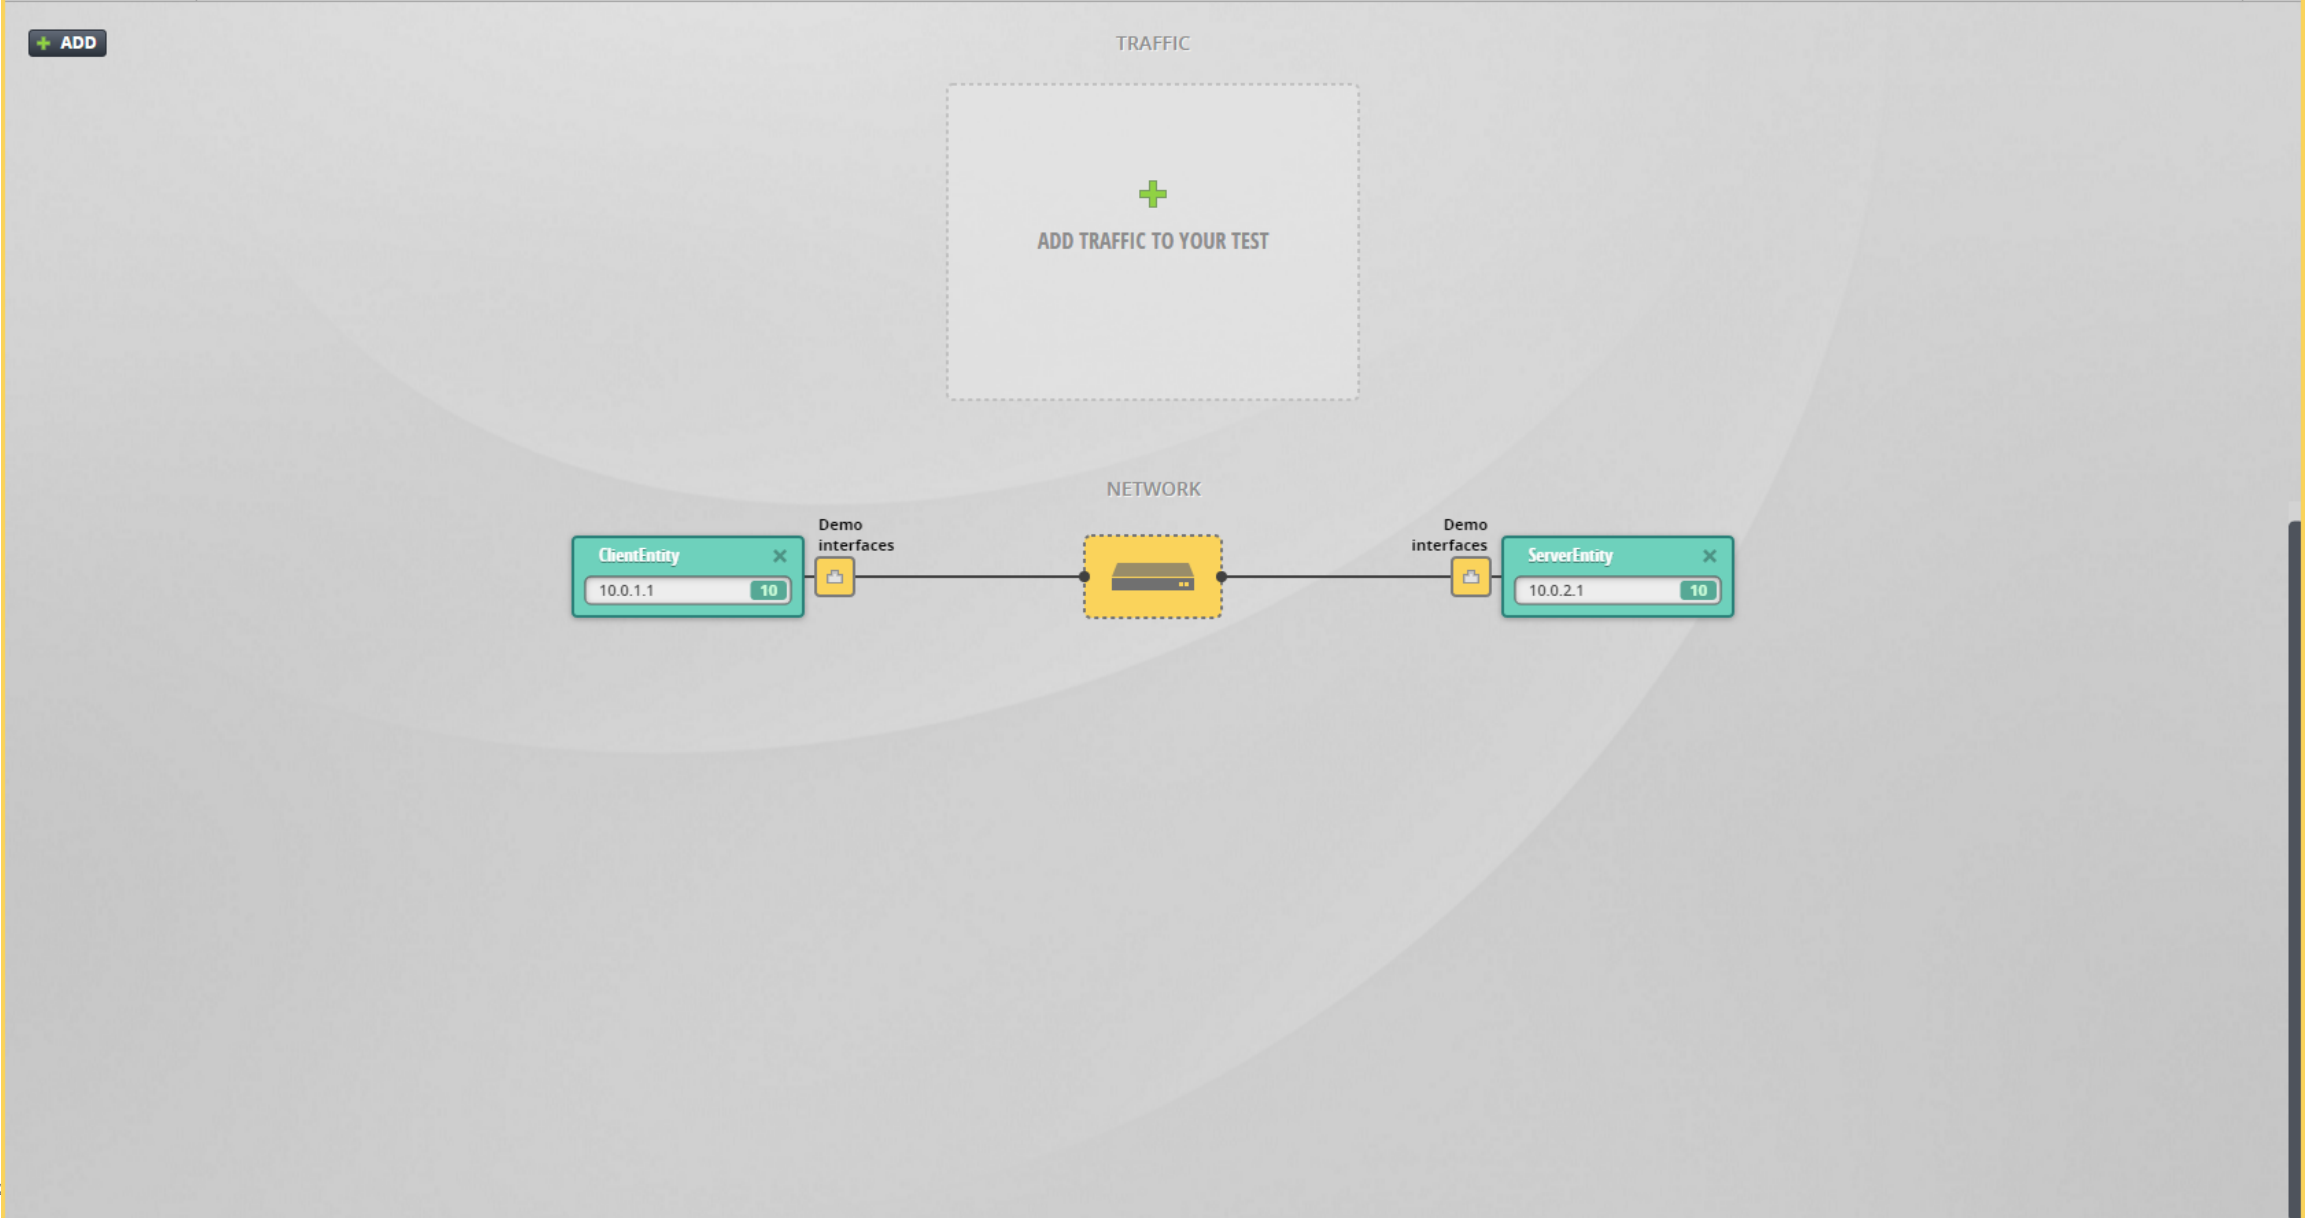 ADD
TRAFFIC
ADD TRAFFIC TO YOUR TEST
NETWORK
Demo
interfaces
Demo
interfaces
ClientEntity
10.0.1.1 10
ServerEntity
10.0.2.1 10